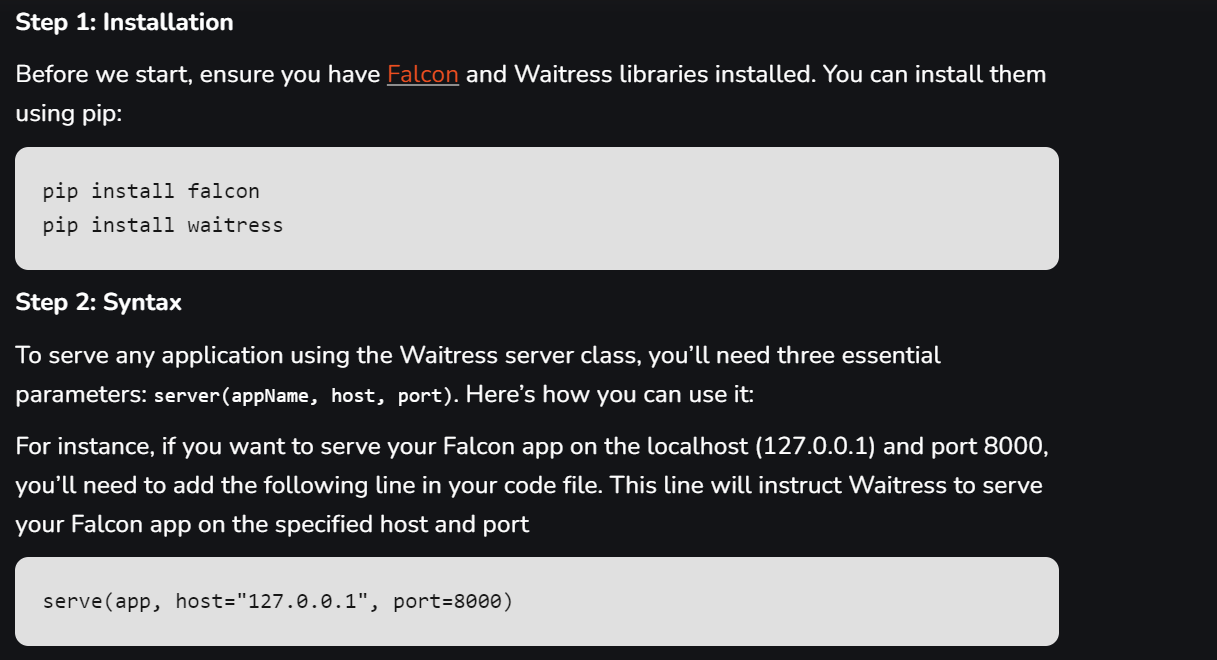 Step 1: Installation
Before we start, ensure you have Falcon and Waitress libraries installed. You can install them
using pip:
pip install falcon
pip install waitress
Step 2: Syntax
To serve any application using the Waitress server class, you’ll need three essential
parameters: server(appName, host, port). Here’s how you can use it:
For instance, if you want to serve your Falcon app on the localhost (127.0.0.1) and port 8000,
you’ll need to add the following line in your code file. This line will instruct Waitress to serve
your Falcon app on the specified host and port
serve(app, host="127.0.0.1", port=8000)